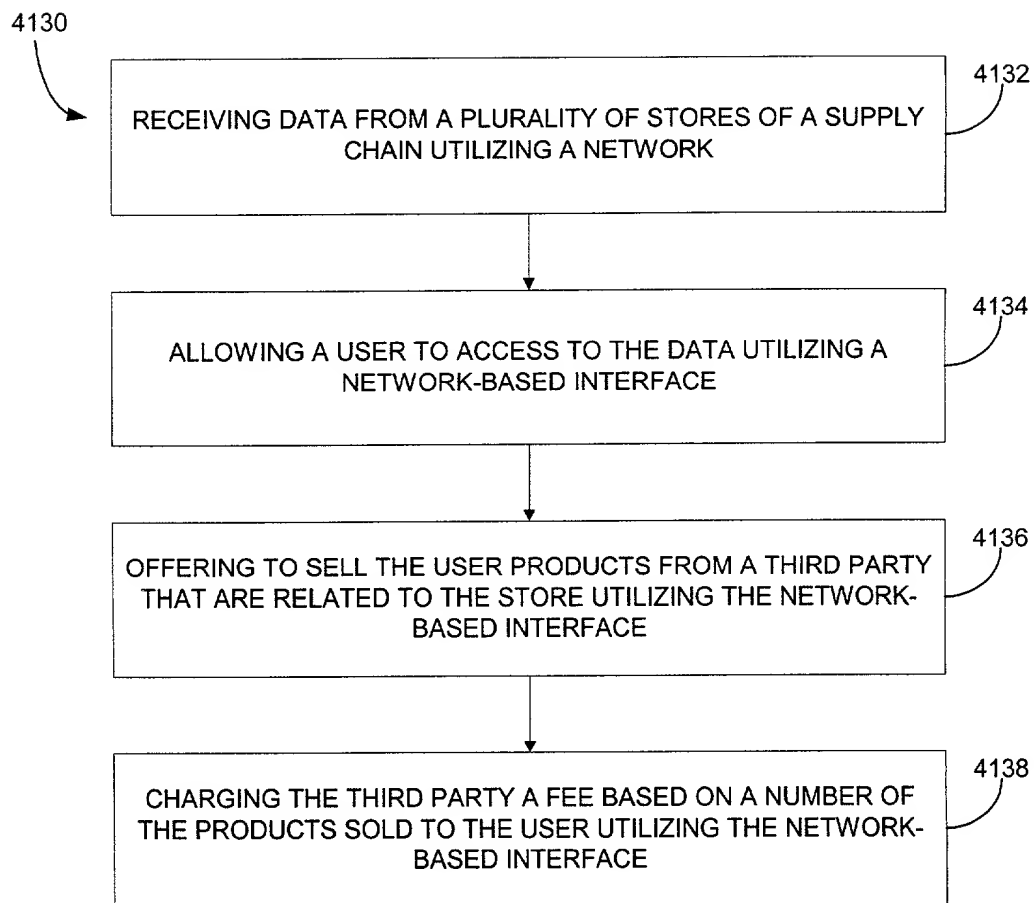 4130
4132
RECEIVING DATA FROM A PLURALITY OF STORES OF A SUPPLY
CHAIN UTILIZING A NETWORK
4134
ALLOWING A USER TO ACCESS TO THE DATA UTILIZING A
NETWORK-BASED INTERFACE
4136
OFFERING TO SELL THE USER PRODUCTS FROM A THIRD PARTY
THAT ARE RELATED TO THE STORE UTILIZING THE NETWORK-
BASED INTERFACE
4138
CHARGING THE THIRD PARTY A FEE BASED ON A NUMBER OF
THE PRODUCTS SOLD TO THE USER UTILIZING THE NETWORK-
BASED INTERFACE